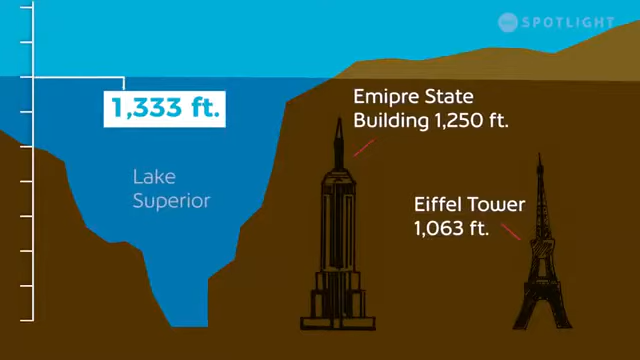 SPOTLIGHT
1,333 ft.
Emipre State
Building 1,250 ft.
Lake
Superior
Eiffel Tower
1,063 ft.